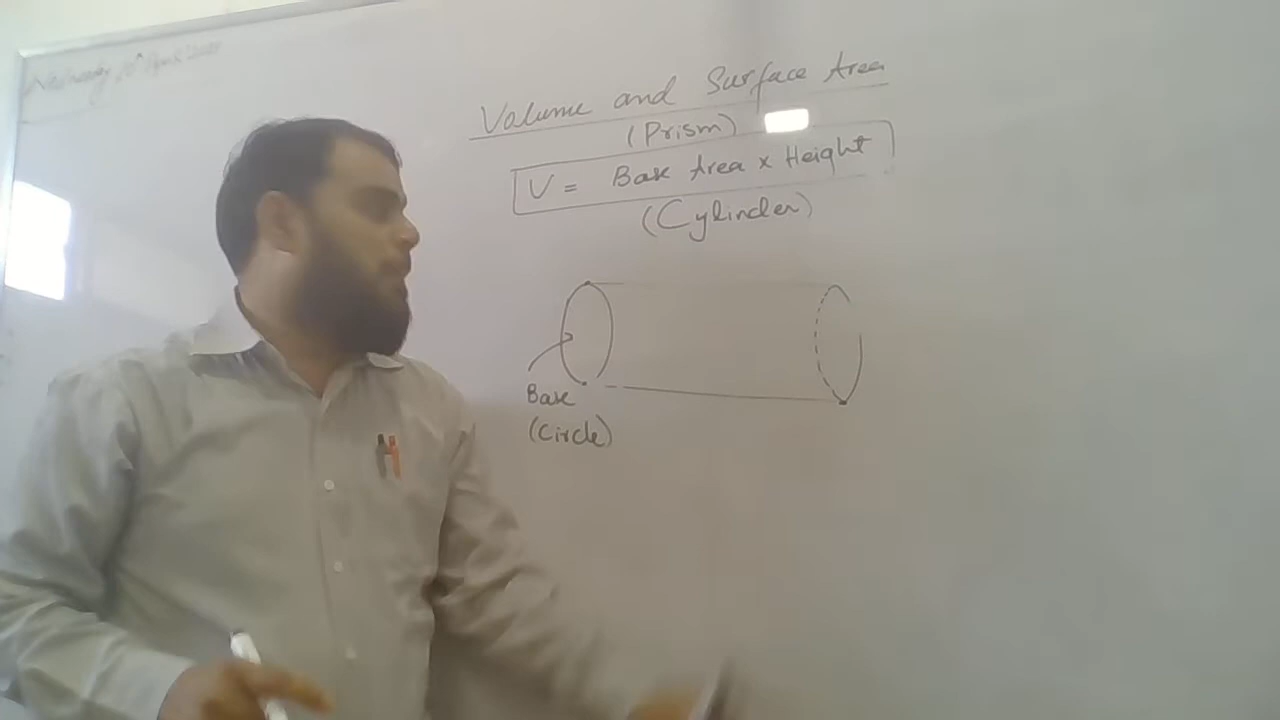 Volume and Surface Area
(Prism)
V = Base Area x Height
(Cylinder)
Base
(Circle)